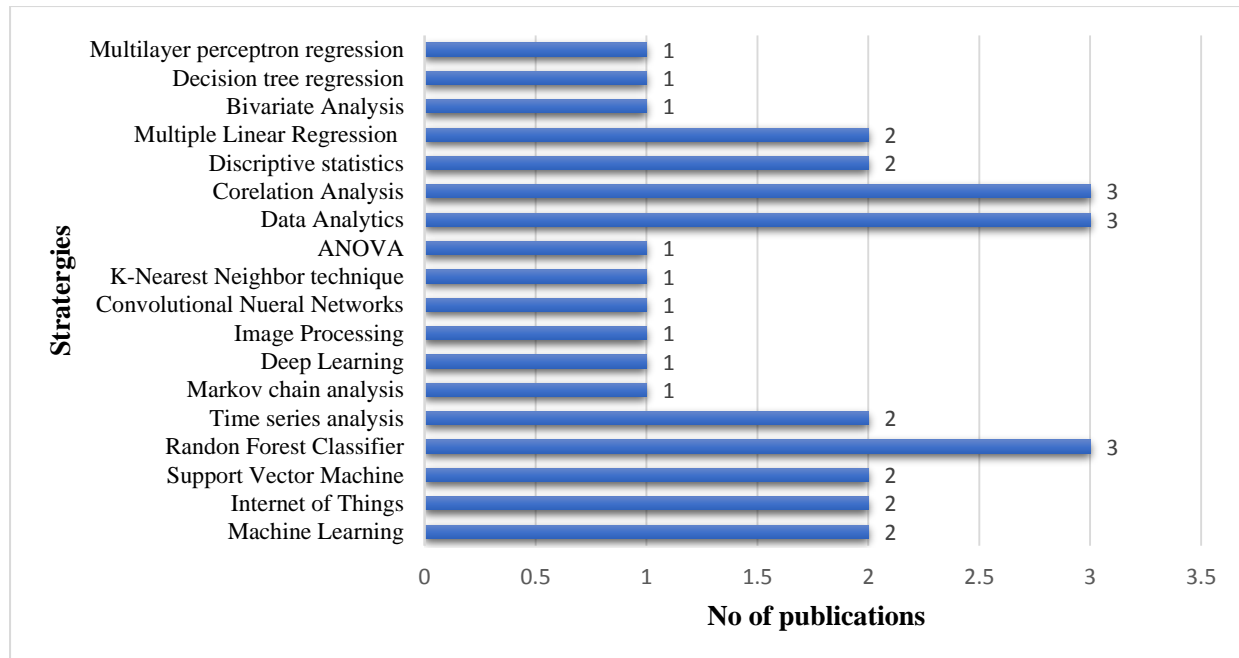 Multilayer perceptron regression 1
Decision tree regression 1
Bivariate Analysis 1
Multiple Linear Regression 2
Discriptive statistics 2
Corelation Analysis 3
Data Analytics 3
ANOVA 1
K-Nearest Neighbor technique 1
Convolutional Nueral Networks 1
Image Processing 1
Deep Learning 1
Markov chain analysis 1
Time series analysis 2
Randon Forest Classifier 3
Support Vector Machine 2
Internet of Things 2
Machine Learning 2
Stratergies
0 0.5 1 1.5 2 2.5 3 3.5
No of publications